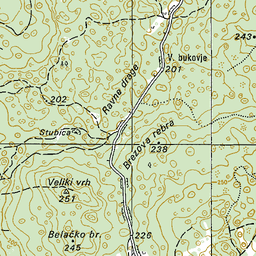 243
V. bukovje
201
Ravne drage
202
Stubica
Brezova rebra
238
Veliki vrh
251
Belačko br.
245
226